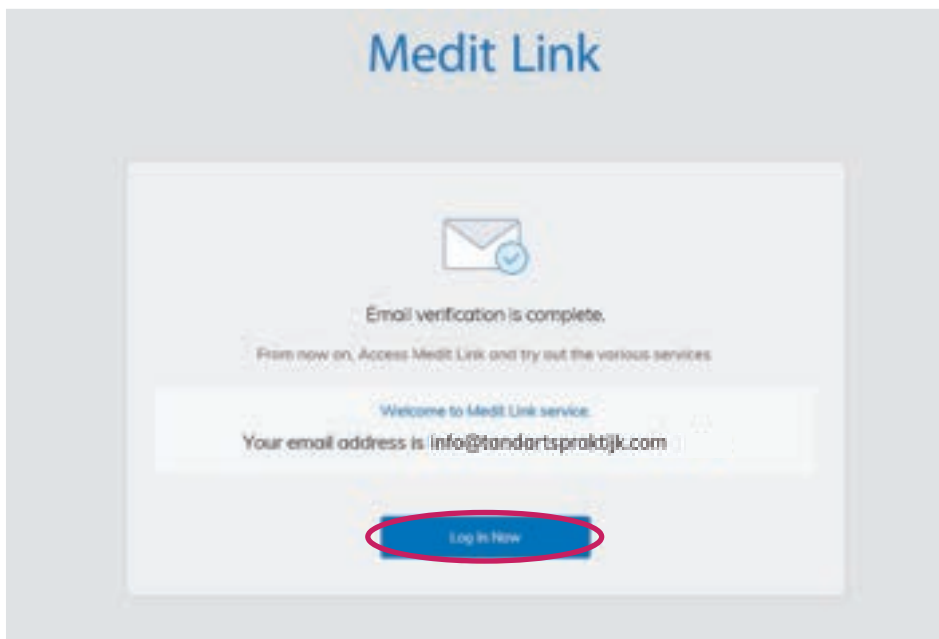 Medit Link
Email verification is complete.
From now on, Access Medit Link and try out the various services
Welcome to Medit Link service.
Your email address is info@tandartspraktijk.com
Log in Now